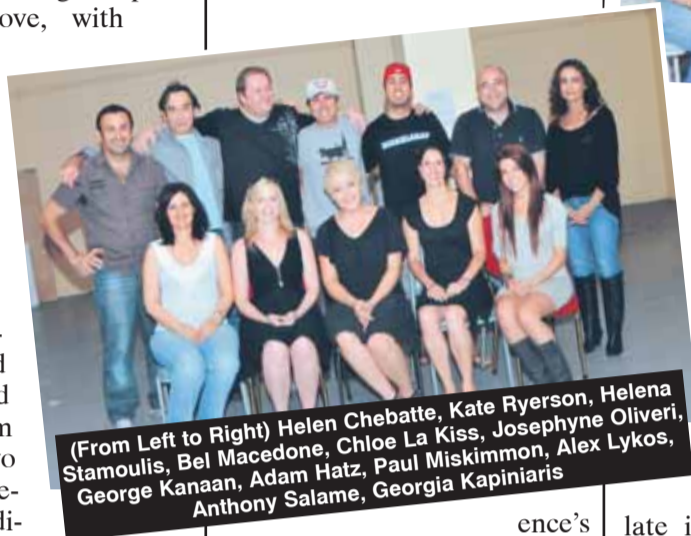 ove, with
d
d
m
o
e-
di-
(From Left to Right) Helen Chebatte, Kate Ryerson, Helena
Stamoulis, Bel Macedone, Chloe La Kiss, Josephyne Oliveri,
George Kanaan, Adam Hatz, Paul Miskimmon, Alex Lykos,
Anthony Salame, Georgia Kapiniaris
ence's
late i